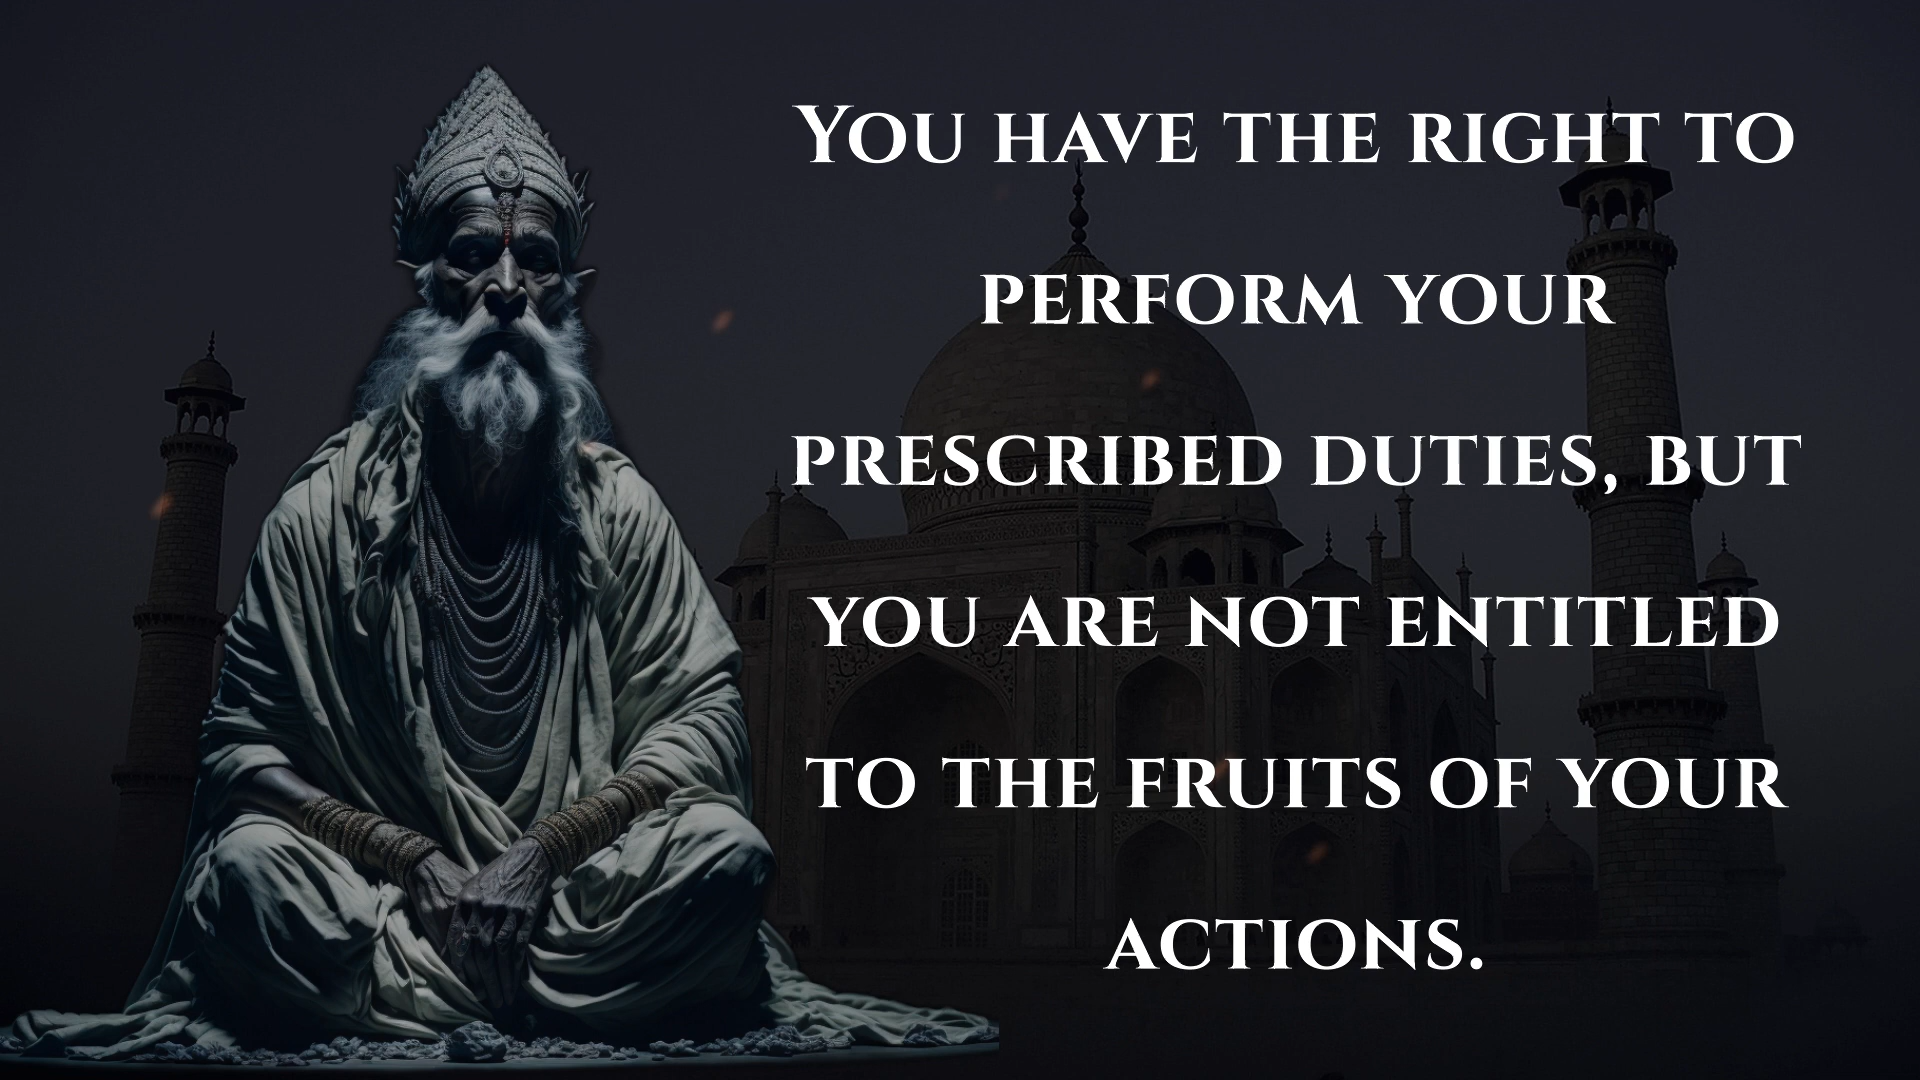 You have the right to
perform your
prescribed duties, but
you are not entitled
to the fruits of your
actions.